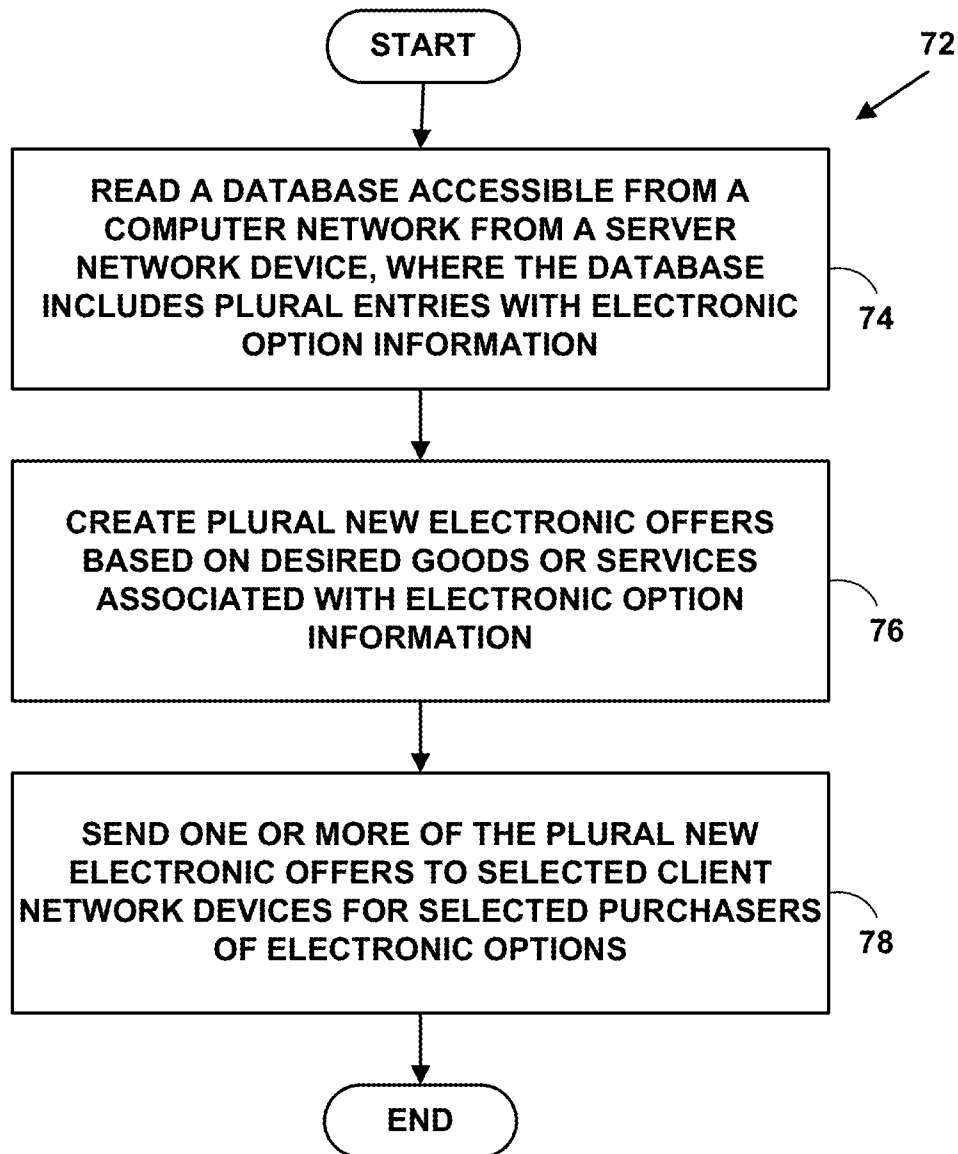 START
72
READ A DATABASE ACCESSIBLE FROM A
COMPUTER NETWORK FROM A SERVER
NETWORK DEVICE, WHERE THE DATABASE
INCLUDES PLURAL ENTRIES WITH ELECTRONIC
OPTION INFORMATION
74
CREATE PLURAL NEW ELECTRONIC OFFERS
BASED ON DESIRED GOODS OR SERVICES
ASSOCIATED WITH ELECTRONIC OPTION
INFORMATION
76
SEND ONE OR MORE OF THE PLURAL NEW
ELECTRONIC OFFERS TO SELECTED CLIENT
NETWORK DEVICES FOR SELECTED PURCHASERS
OF ELECTRONIC OPTIONS
78
END